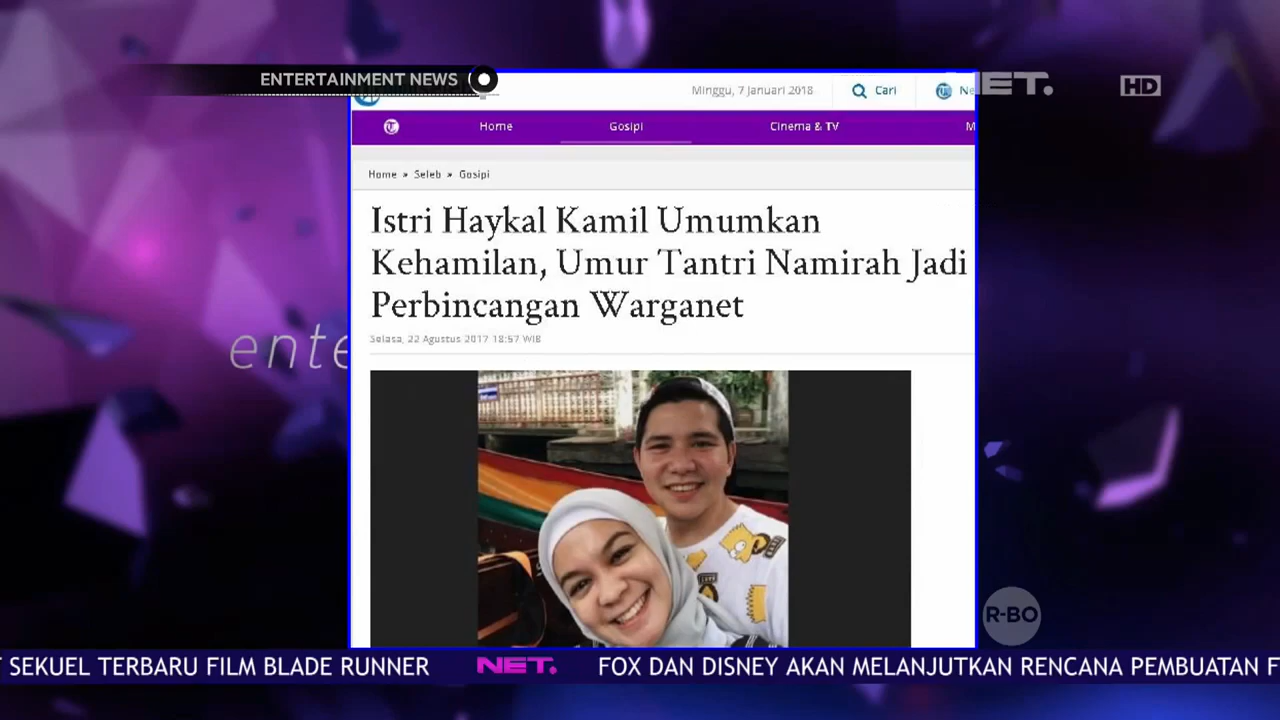 ENTERTAINMENT NEWS
NET.
HD
Minggu, 7 Januari 2018
Cari
Home
Gosipi
Cinema & TV
M
Home » Seleb » Gosipi
Istri Haykal Kamil Umumkan
Kehamilan, Umur Tantri Namirah Jadi
Perbincangan Warganet
Selasa, 22 Agustus 2017 18:57 WIB
ente
R-BO
SEKUEL TERBARU FILM BLADE RUNNER
NET.
FOX DAN DISNEY AKAN MELANJUTKAN RENCANA PEMBUATAN F